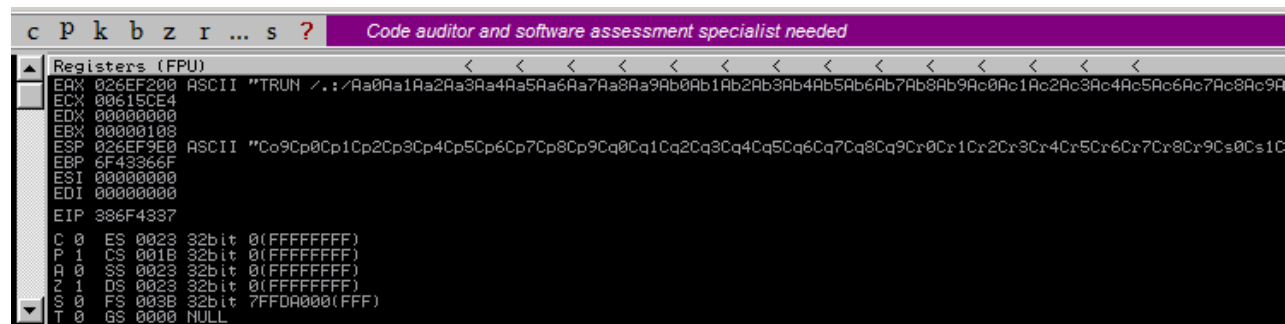 c P k b z r ... s ? Code auditor and software assessment specialist needed
Registers (FPU) < < < < < < < < < < < < < <
EAX 026EF200 ASCII "TRUN /.:/Aa0Aa1Aa2Aa3Aa4Aa5Aa6Aa7Aa8Aa9Ab0Ab1Ab2Ab3Ab4Ab5Ab6Ab7Ab8Ab9Ac0Ac1Ac2Ac3Ac4Ac5Ac6Ac7Ac8Ac9A
ECX 00615CE4
EDX 00000000
EBX 00000108
ESP 026EF9E0 ASCII "Co9Cp0Cp1Cp2Cp3Cp4Cp5Cp6Cp7Cp8Cp9Cq0Cq1Cq2Cq3Cq4Cq5Cq6Cq7Cq8Cq9Cr0Cr1Cr2Cr3Cr4Cr5Cr6Cr7Cr8Cr9Cs0Cs1C
EBP 6F43366F
ESI 00000000
EDI 00000000
EIP 386F4337
C 0 ES 0023 32bit 0(FFFFFFFF)
P 1 CS 001B 32bit 0(FFFFFFFF)
A 0 SS 0023 32bit 0(FFFFFFFF)
Z 1 DS 0023 32bit 0(FFFFFFFF)
S 0 FS 003B 32bit 7FFDA000(FFF)
T 0 GS 0000 NULL